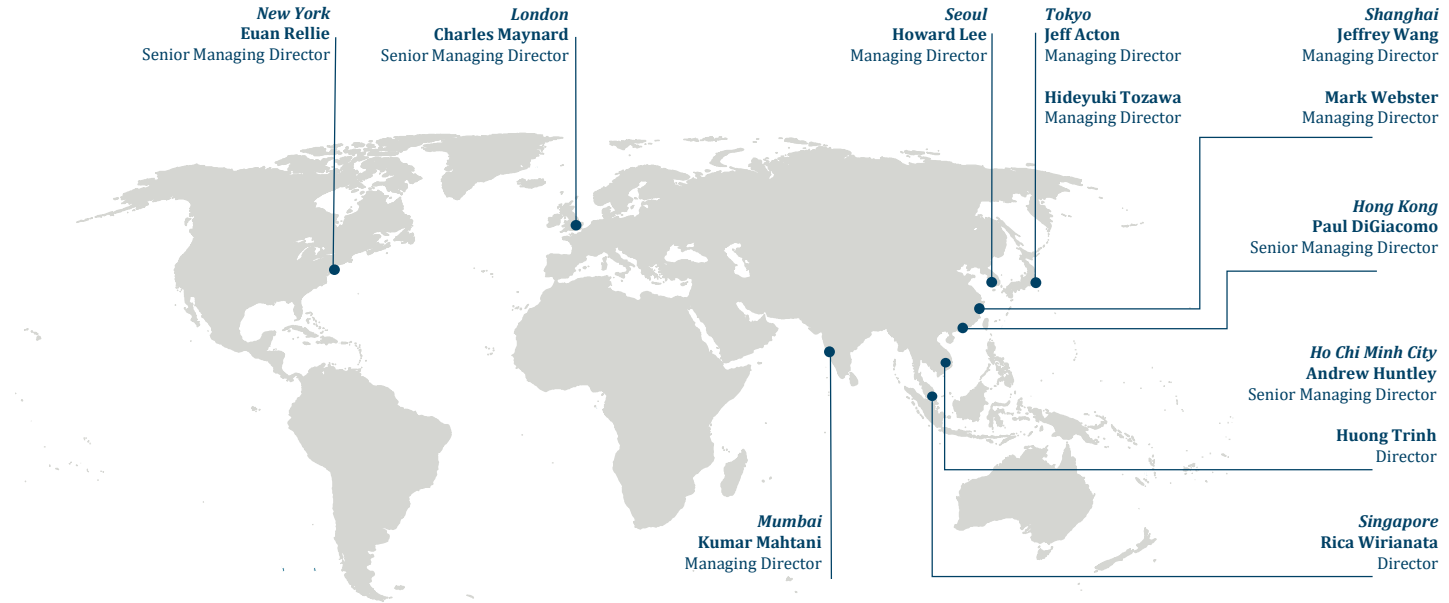 New York
Euan Rellie
Senior Managing Director
London
Charles Maynard
Senior Managing Director
Seoul
Howard Lee
Managing Director
Tokyo
Jeff Acton
Managing Director
Hideyuki Tozawa
Managing Director
Shanghai
Jeffrey Wang
Managing Director
Mark Webster
Managing Director
Hong Kong
Paul DiGiacomo
Senior Managing Director
Ho Chi Minh City
Andrew Huntley
Senior Managing Director
Huong Trinh
Director
Mumbai
Kumar Mahtani
Managing Director
Singapore
Rica Wirianata
Director